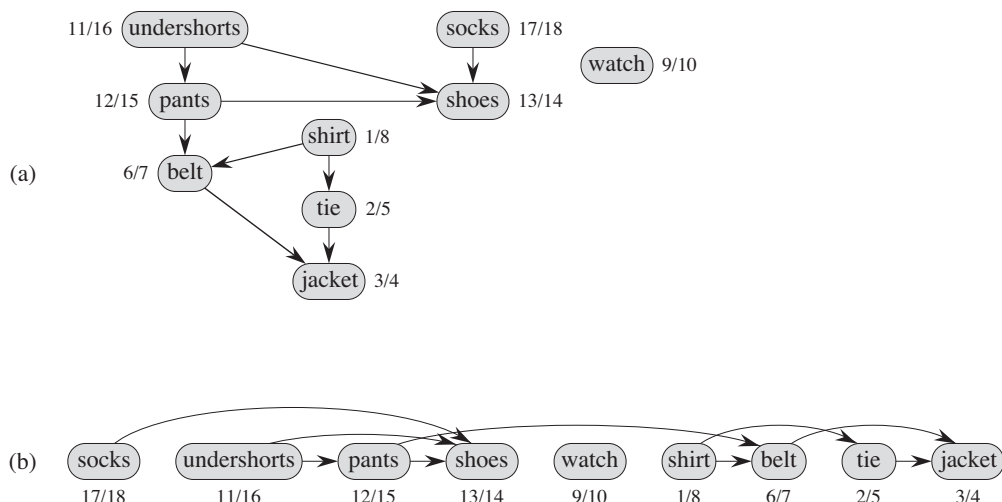 11/16 undershorts socks 17/18
watch 9/10
12/15 pants shoes 13/14
shirt 1/8
(a) 6/7 belt
tie 2/5
jacket 3/4
(b) socks undershorts pants shoes watch shirt belt tie jacket
17/18 11/16 12/15 13/14 9/10 1/8 6/7 2/5 3/4